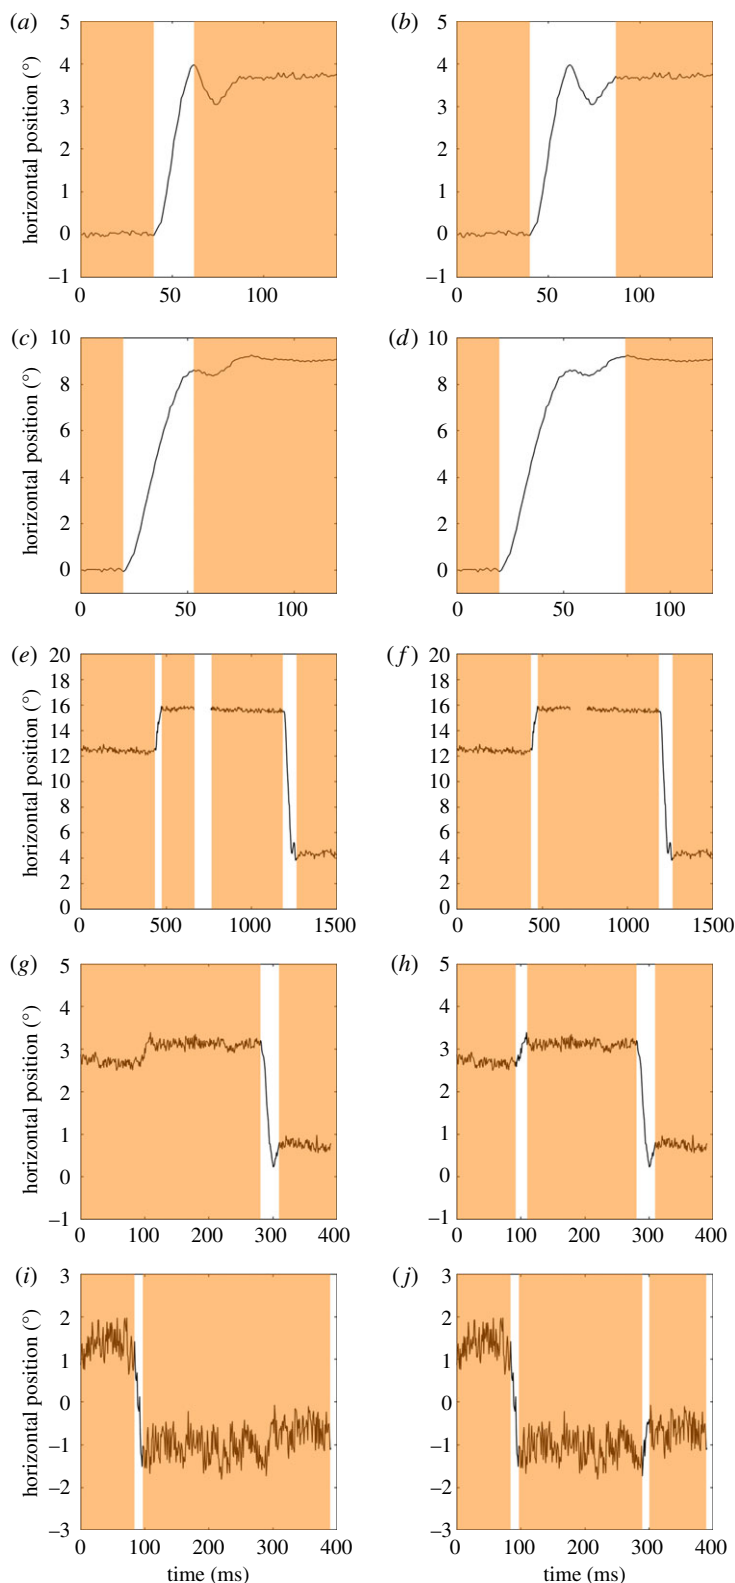 (a)
5
4
3
2
1
0
–1
horizontal position (°)
0 50 100
(b)
5
4
3
2
1
0
–1
0 50 100
(c)
10
8
6
4
2
0
horizontal position (°)
0 50 100
(d)
10
8
6
4
2
0
0 50 100
(e)
20
18
16
14
12
10
8
6
4
2
0
horizontal position (°)
0 500 1000 1500
(f)
20
18
16
14
12
10
8
6
4
2
0
0 500 1000 1500
(g)
5
4
3
2
1
0
–1
horizontal position (°)
0 100 200 300 400
(h)
5
4
3
2
1
0
–1
0 100 200 300 400
(i)
3
2
1
0
–1
–2
–3
horizontal position (°)
0 100 200 300 400
time (ms)
(j)
3
2
1
0
–1
–2
–3
0 100 200 300 400
time (ms)